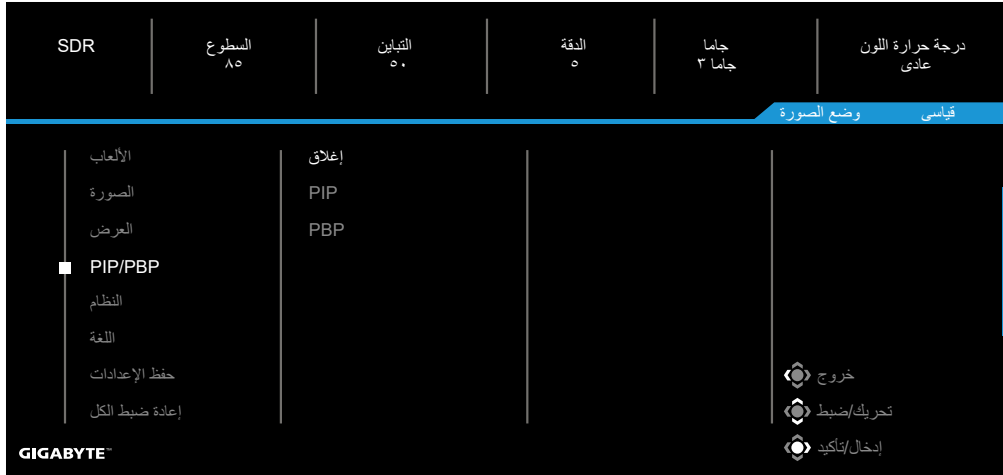 SDR
السطوع
٨٥
التباين
٥٠
الدقة
٥
جاما
جاما ٣
درجة حرارة اللون
عادى
وضع الصورة
قياسى
الألعاب
الصورة
العرض
PIP/PBP
النظام
اللغة
حفظ الإعدادات
إعادة ضبط الكل
إغلاق
PIP
PBP
خروج
تحريك/ضبط
إدخال/تأكيد
GIGABYTE™